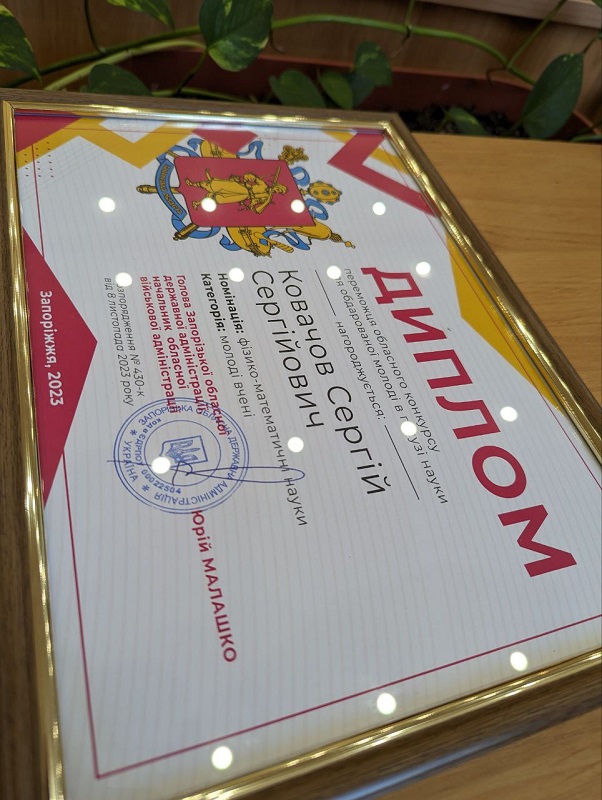 ДИПЛОМ
переможця обласного конкурсу
обдарованої молоді в науки
нагороджується:
Ковачов Сергій
Сергійович
Номінація: фізико-математичні науки
Категорія: молоді вчені
Голова Запорізької обласної
державної адміністрації,
начальник обласної
військової адміністрації
Юрій МАЛАШКО
УКРАЇНА
00022504
№ 430-к
від 8 листопада 2023 року
Запоріжжя, 2023